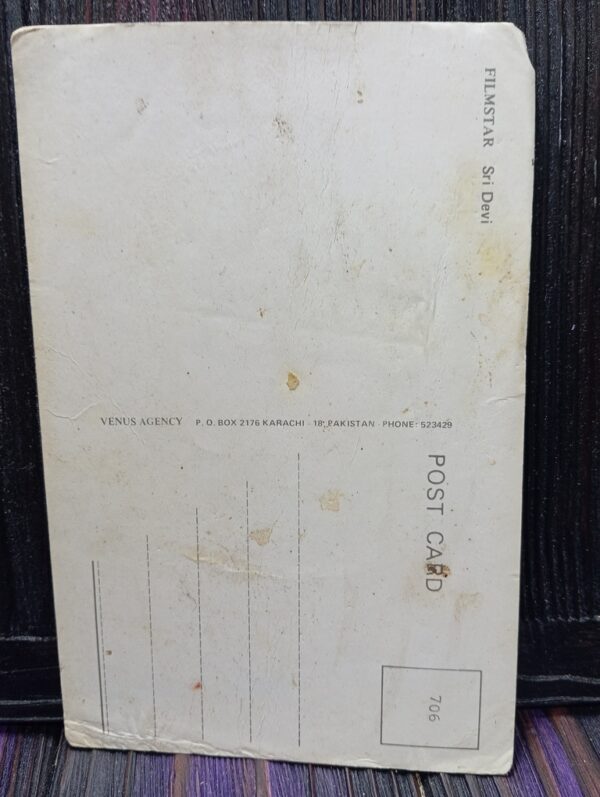 FILMSTAR Sri Devi
VENUS AGENCY P. O. BOX 2176 KARACHI - 18 PAKISTAN - PHONE: 523429
POST CARD
706